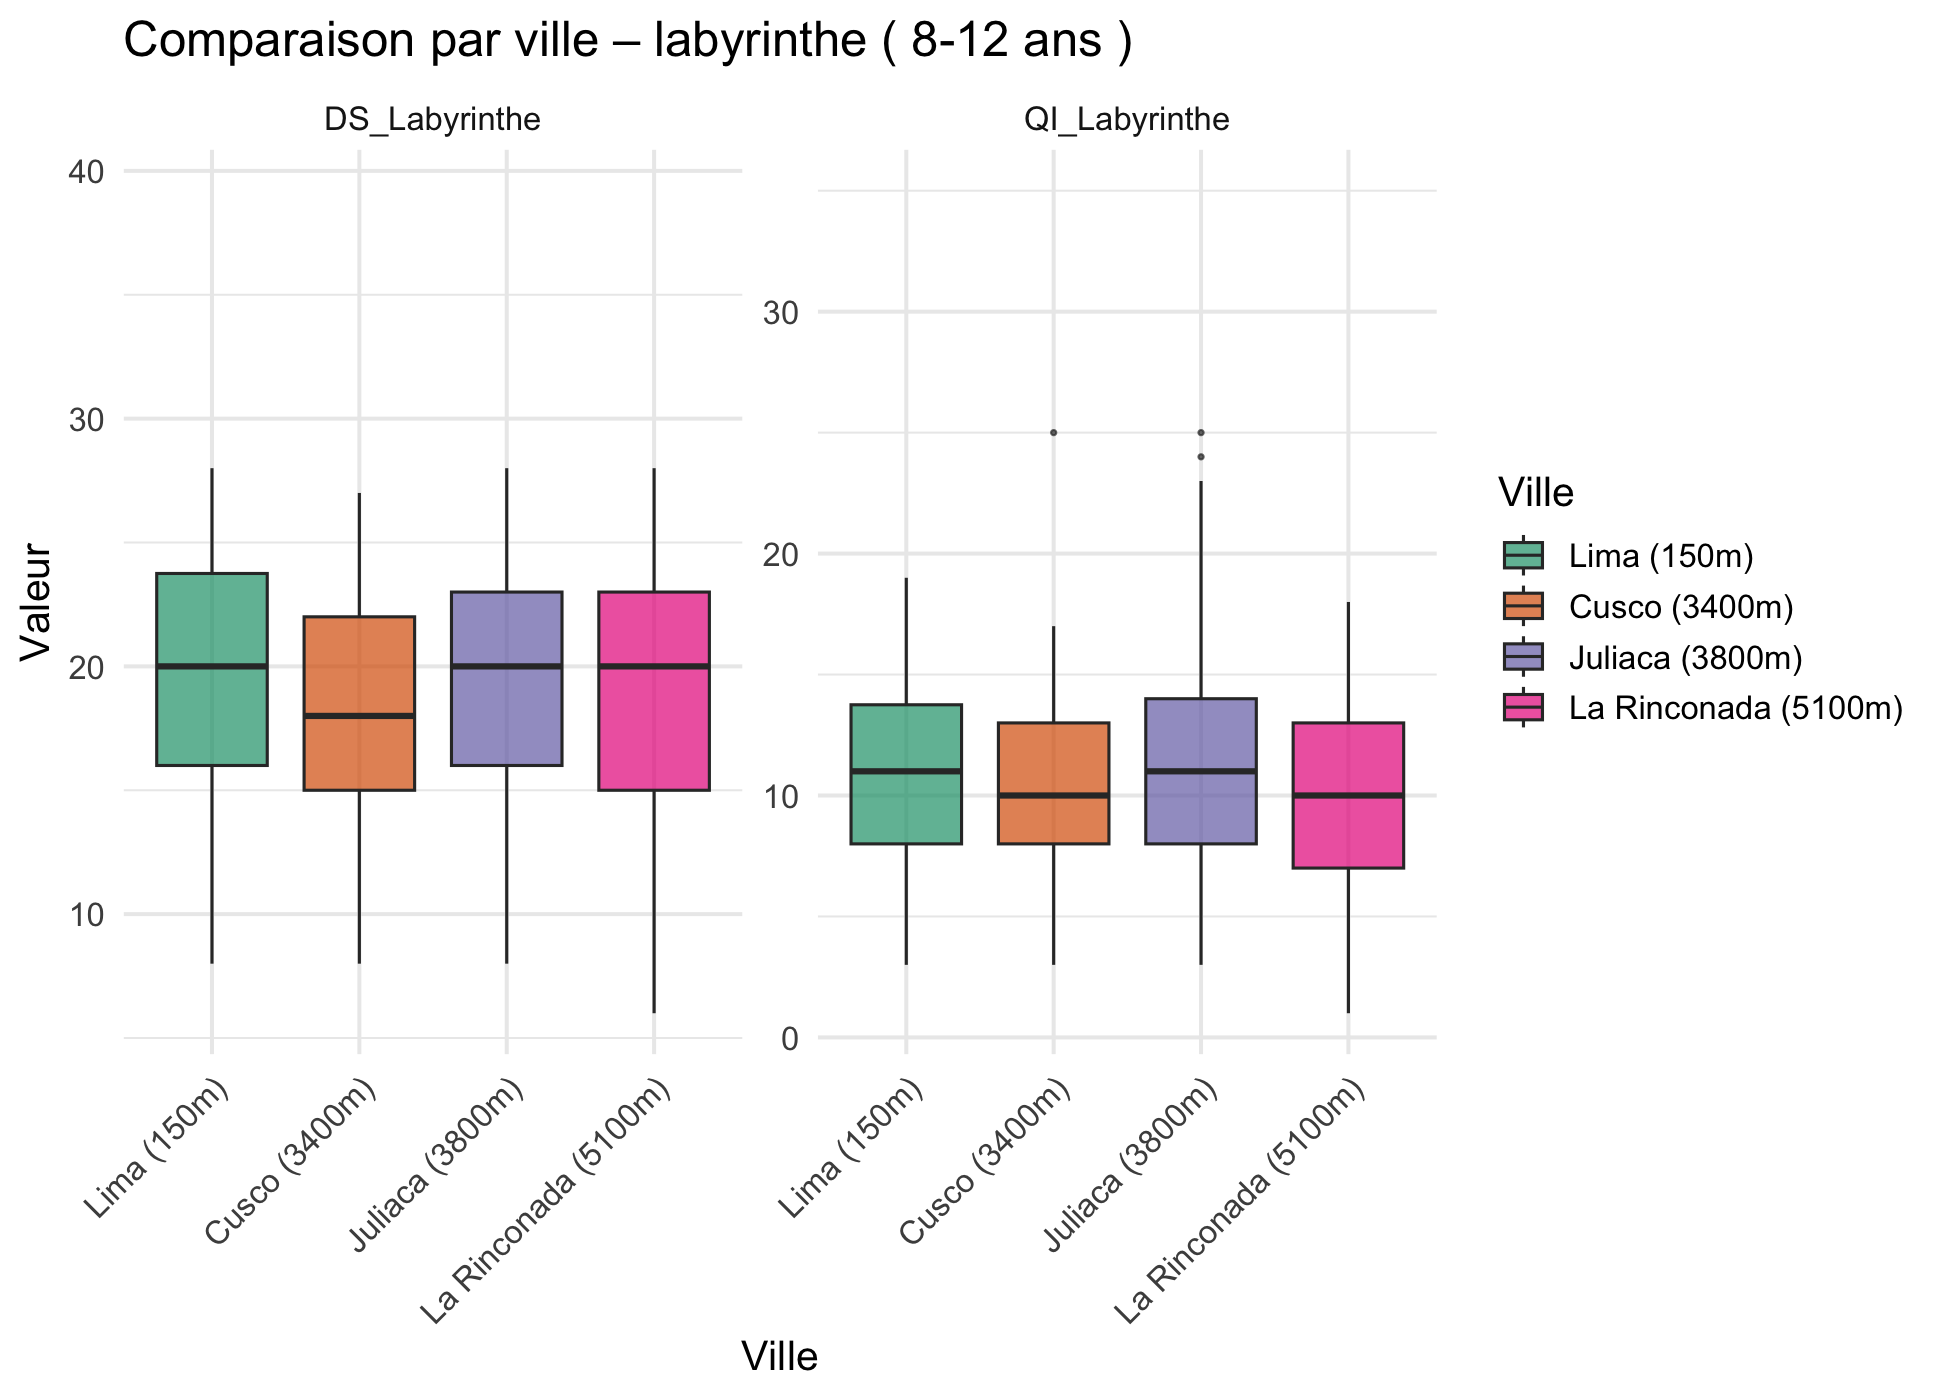 Comparaison par ville – labyrinthe ( 8-12 ans )
DS_Labyrinthe
QI_Labyrinthe
Valeur
40
30
20
10
30
20
10
0
Lima (150m)
Cusco (3400m)
Juliaca (3800m)
La Rinconada (5100m)
Lima (150m)
Cusco (3400m)
Juliaca (3800m)
La Rinconada (5100m)
Ville
Ville
Lima (150m)
Cusco (3400m)
Juliaca (3800m)
La Rinconada (5100m)